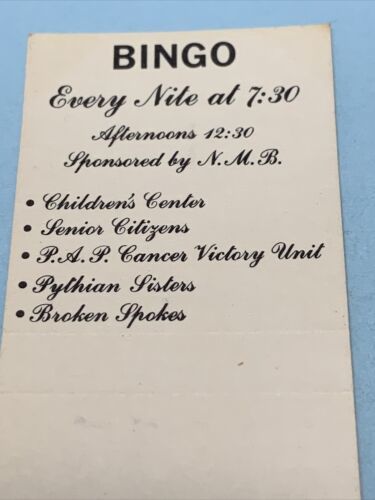 BINGO
Every Nite at 7:30
Afternoons 12:30
Sponsored by N.M.B.
• Children's Center
• Senior Citizens
• P.A.P. Cancer Victory Unit
• Pythian Sisters
• Broken Spokes